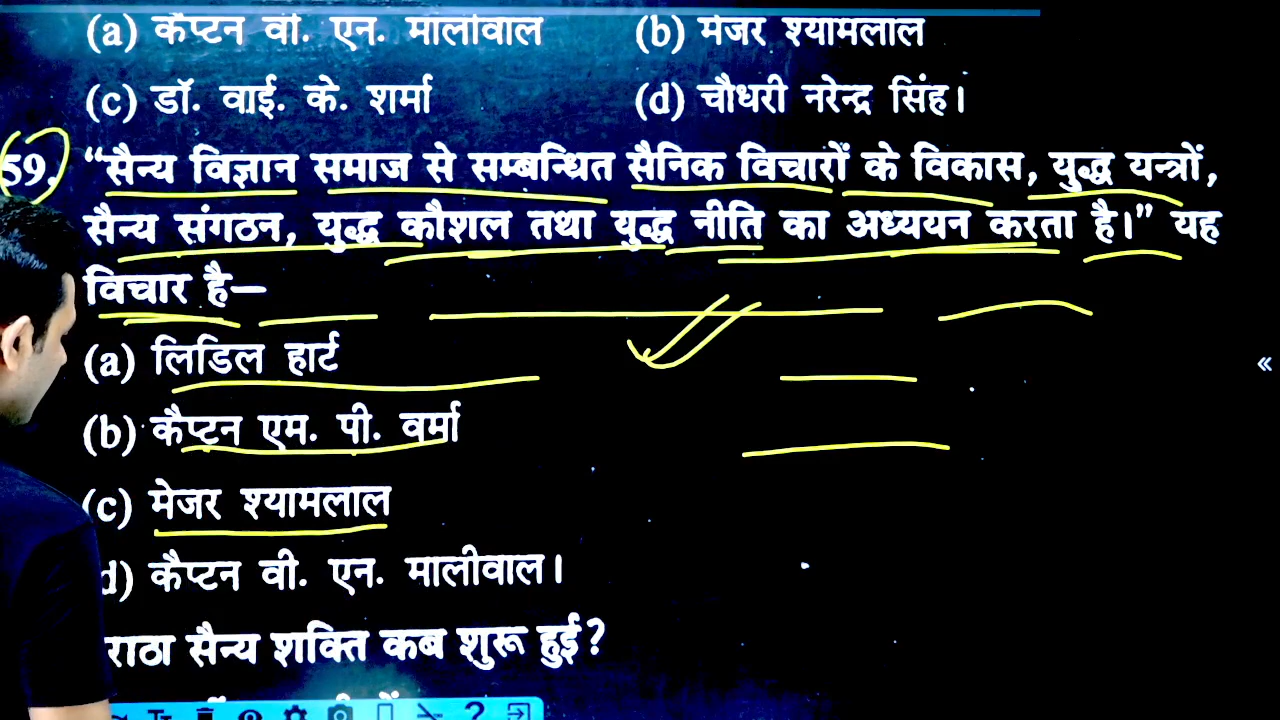 (a) कैप्टन वी. एन. मालीवाल (b) मेजर श्यामलाल
(c) डॉ. वाई. के. शर्मा (d) चौधरी नरेन्द्र सिंह।
59. “सैन्य विज्ञान समाज से सम्बन्धित सैनिक विचारों के विकास, युद्ध यन्त्रों,
सैन्य संगठन, युद्ध कौशल तथा युद्ध नीति का अध्ययन करता है।” यह
विचार है—
(a) लिडिल हार्ट
(b) कैप्टन एम. पी. वर्मा
(c) मेजर श्यामलाल
d) कैप्टन वी. एन. मालीवाल।
राठा सैन्य शक्ति कब शुरू हुई?